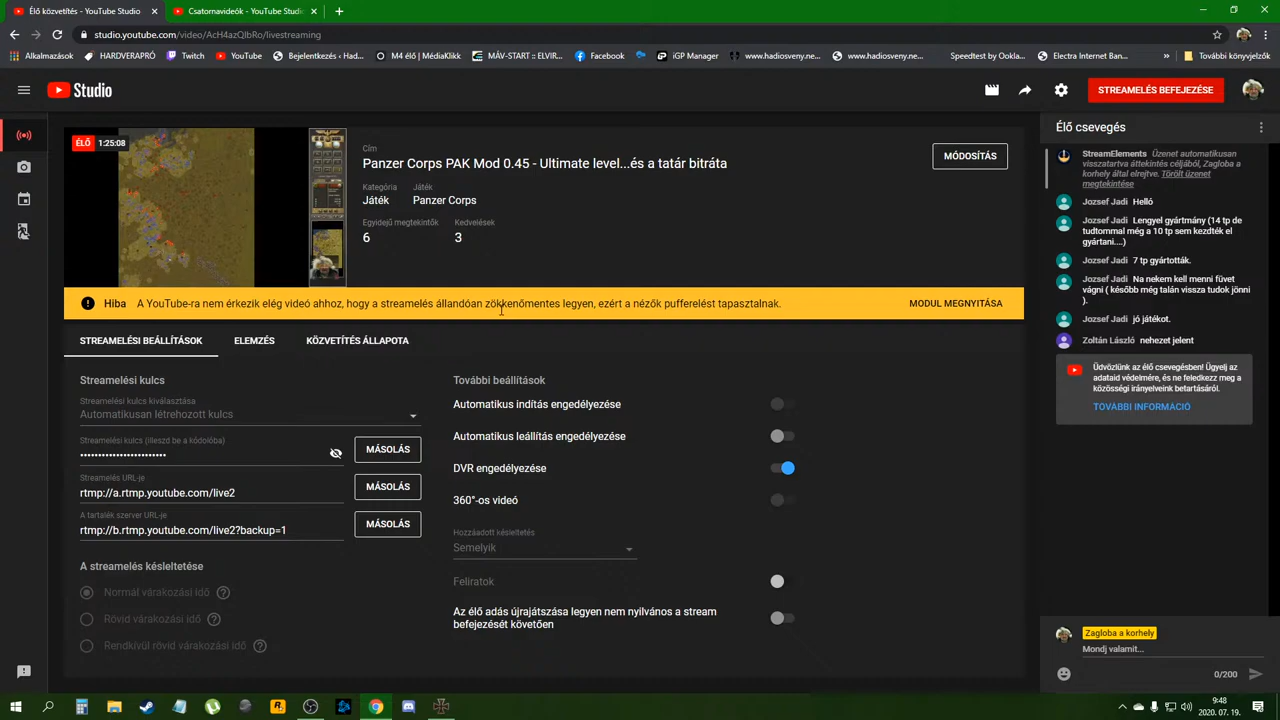 Élő közvetítés - YouTube Studio
Csatornavideók - YouTube Studio
studio.youtube.com/video/AcH4azQlbRo/livestreaming
Alkalmazások
HARDVERAPRÓ
Twitch
YouTube
Bejelentkezés - Had...
M4 élő | MédiaKlikk
MÁV-START :: ELVIR...
Facebook
iGP Manager
www.hadiosveny.ne...
www.hadiosveny.ne...
Speedtest by Ookla...
Electra Internet Ban...
»
További könyvjelzők
Studio
STREAMELÉS BEFEJEZÉSE
ÉLŐ 1:25:08
Cím
Panzer Corps PAK Mod 0.45 - Ultimate level...és a tatár bitráta
MÓDOSÍTÁS
Kategória
Játék
Játék
Panzer Corps
Egyidejű megtekintők
Kedvelések
6
3
Hiba
A YouTube-ra nem érkezik elég videó ahhoz, hogy a streamelés állandóan zökkenőmentes legyen, ezért a nézők pufferelést tapasztalnak.
MODUL MEGNYITÁSA
STREAMELÉSI BEÁLLÍTÁSOK
ELEMZÉS
KÖZVETÍTÉS ÁLLAPOTA
Streamelési kulcs
Streamelési kulcs kiválasztása
Automatikusan létrehozott kulcs
Streamelési kulcs (illeszd be a kódolóba)
••••••••••••••••••••••••
MÁSOLÁS
Streamelés URL-je
rtmp://a.rtmp.youtube.com/live2
MÁSOLÁS
A tartalék szerver URL-je
rtmp://b.rtmp.youtube.com/live2?backup=1
MÁSOLÁS
A streamelés késleltetése
Normál várakozási idő
Rövid várakozási idő
Rendkívül rövid várakozási idő
További beállítások
Automatikus indítás engedélyezése
Automatikus leállítás engedélyezése
DVR engedélyezése
360°-os videó
Hozzáadott késleltetés
Semelyik
Feliratok
Az élő adás újrajátszása legyen nem nyilvános a stream
befejezését követően
Élő csevegés
StreamElements Üzenet automatikusan
visszatartva áttekintés céljából, Zagloba a
korhely által elrejtve. Törölt üzenet
megtekintése
Jozsef Jadi Helló
Jozsef Jadi Lengyel gyártmány (14 tp de
tudtommal még a 10 tp sem kezdték el
gyártani....)
Jozsef Jadi 7 tp gyártották.
Jozsef Jadi Na nekem kell menni füvet
vágni ( később még talán vissza tudok jönni
).
Jozsef Jadi jó játékot.
Zoltán László nehezet jelent
Üdvözlünk az élő csevegésben! Ügyelj az
adataid védelmére, és ne feledkezz meg a
közösségi irányelveink betartásáról.
TOVÁBBI INFORMÁCIÓ
Zagloba a korhely
Mondj valamit...
0/200
9:48
2020. 07. 19.